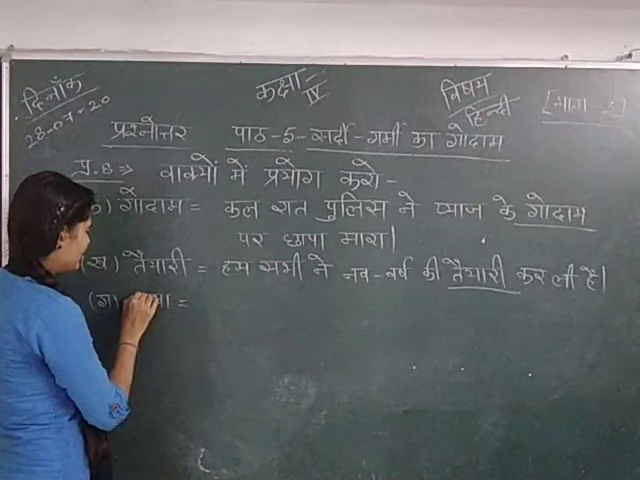 दिनाँक
28-07-20
कक्षा- IV
विषय
हिन्दी
[भाग-2]
प्रश्नोत्तर पाठ-5-सर्दी-गर्मी का गोदाम
प्र.8⇒ वाक्यों में प्रयोग करो-
क) गोदाम = कल रात पुलिस ने प्याज के गोदाम
पर छापा मारा।
(ख) तैयारी = हम सभी ने नव-वर्ष की तैयारी कर ली है।
(ग) =